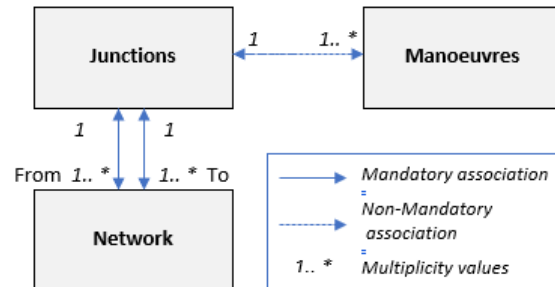 Junctions
1
1.. *
Manoeuvres
1
1
From 1.. *
1.. * To
Network
Mandatory association
Non-Mandatory
association
1.. * Multiplicity values